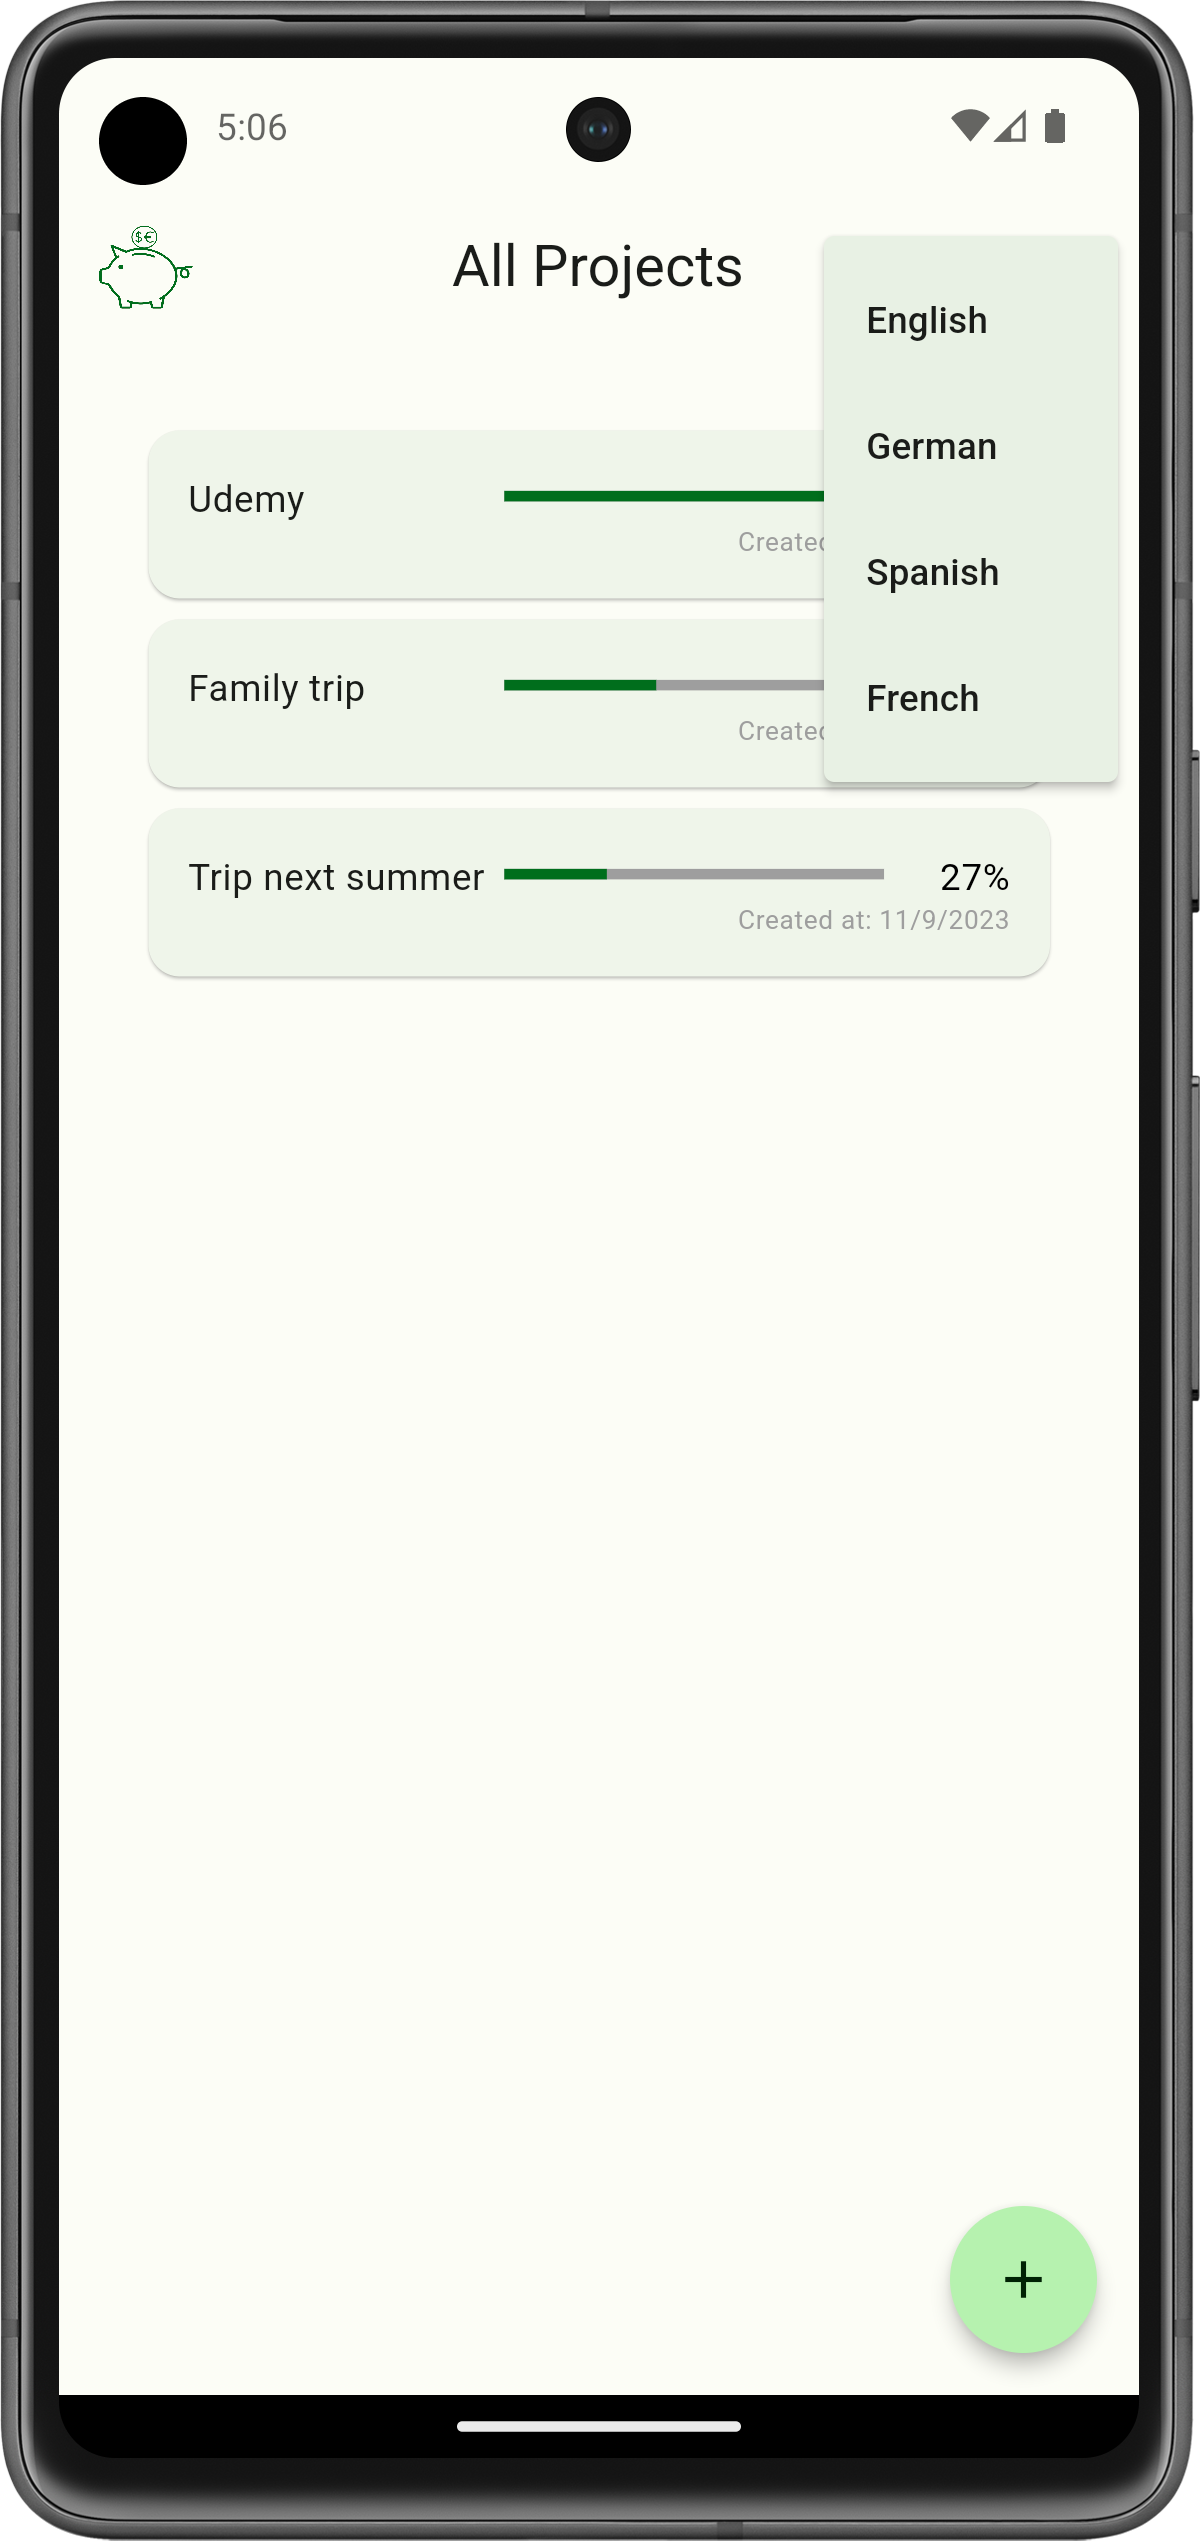 5:06
$€
All Projects
English
German
Spanish
French
Udemy
Created
Family trip
Created
Trip next summer 27%
Created at: 11/9/2023
+